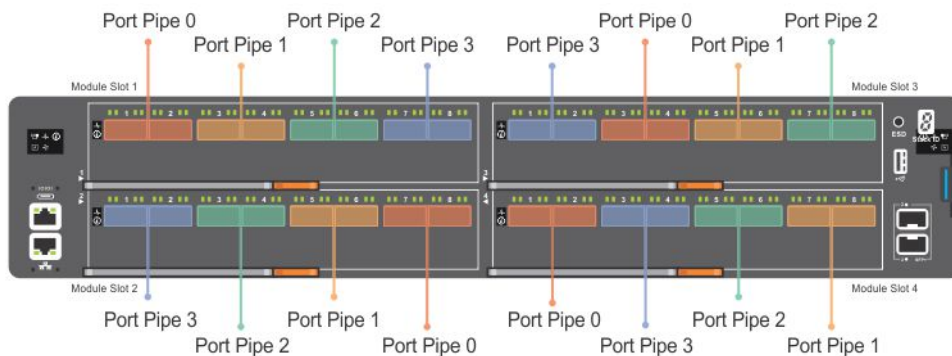 Port Pipe 0 Port Pipe 2 Port Pipe 0 Port Pipe 2
Port Pipe 1 Port Pipe 3 Port Pipe 3 Port Pipe 1
Module Slot 1 Module Slot 3
1 2 3 4 5 6 7 8 1 2 3 4 5 6 7 8
ESD
1 3
2 4
1 2 3 4 5 6 7 8 1 2 3 4 5 6 7 8
Module Slot 2 Module Slot 4
Port Pipe 3 Port Pipe 1 Port Pipe 0 Port Pipe 2
Port Pipe 2 Port Pipe 0 Port Pipe 3 Port Pipe 1